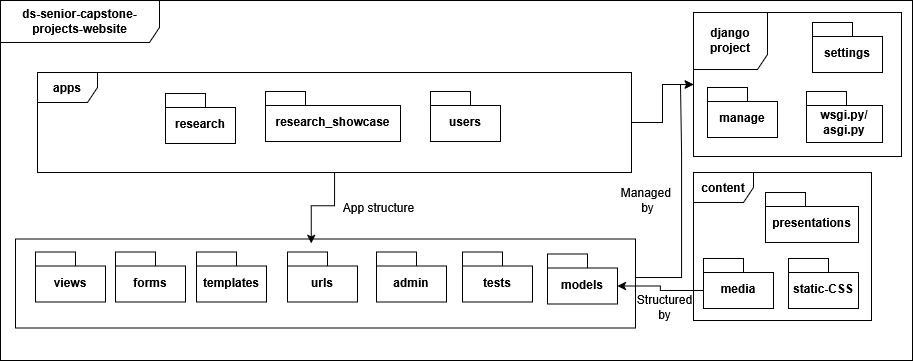 ds-senior-capstone-
projects-website
django
project
settings
manage
wsgi.py/
asgi.py
apps
research
research_showcase
users
App structure
Managed
by
content
presentations
media
static-CSS
Structured
by
views
forms
templates
urls
admin
tests
models